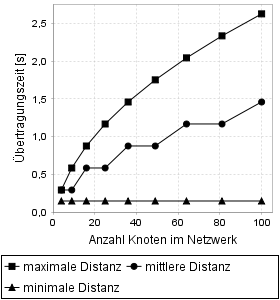 2,5
2,0
1,5
1,0
0,5
0,0
0 20 40 60 80 100
Übertragungszeit [s]
Anzahl Knoten im Netzwerk
maximale Distanz mittlere Distanz
minimale Distanz